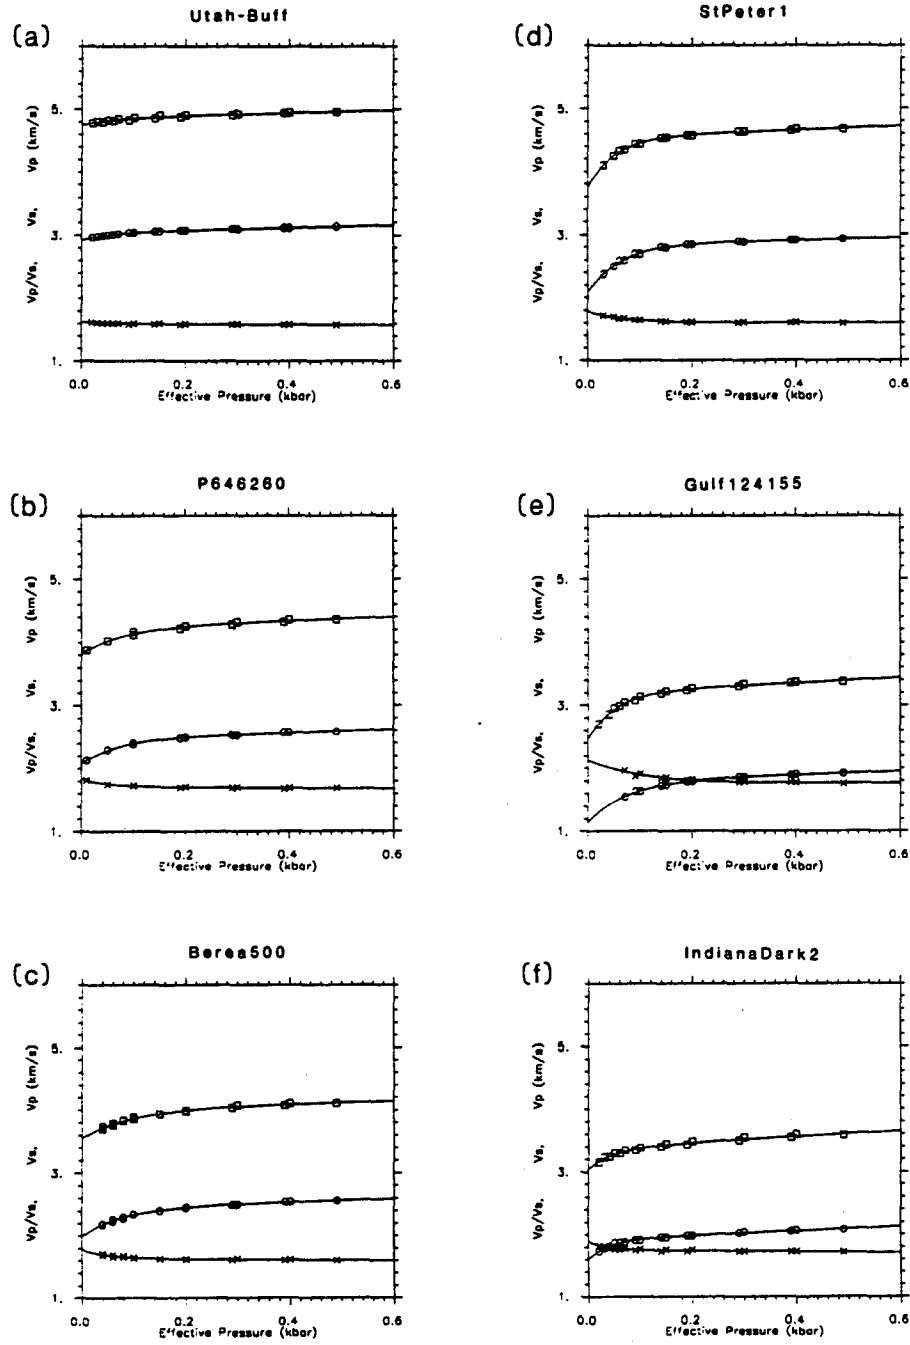 (a)
Utah-Buff
Vp/Vs, Vs, Vp (km/s)
5.
3.
1.
0.0 0.2 0.4 0.6
Effective Pressure (kbar)
(d)
StPeter1
Vp/Vs, Vs, Vp (km/s)
5.
3.
1.
0.0 0.2 0.4 0.6
Effective Pressure (kbar)
(b)
P646260
Vp/Vs, Vs, Vp (km/s)
5.
3.
1.
0.0 0.2 0.4 0.6
Effective Pressure (kbar)
(e)
Gulf124155
Vp/Vs, Vs, Vp (km/s)
5.
3.
1.
0.0 0.2 0.4 0.6
Effective Pressure (kbar)
(c)
Berea500
Vp/Vs, Vs, Vp (km/s)
5.
3.
1.
0.0 0.2 0.4 0.6
Effective Pressure (kbar)
(f)
IndianaDark2
Vp/Vs, Vs, Vp (km/s)
5.
3.
1.
0.0 0.2 0.4 0.6
Effective Pressure (kbar)